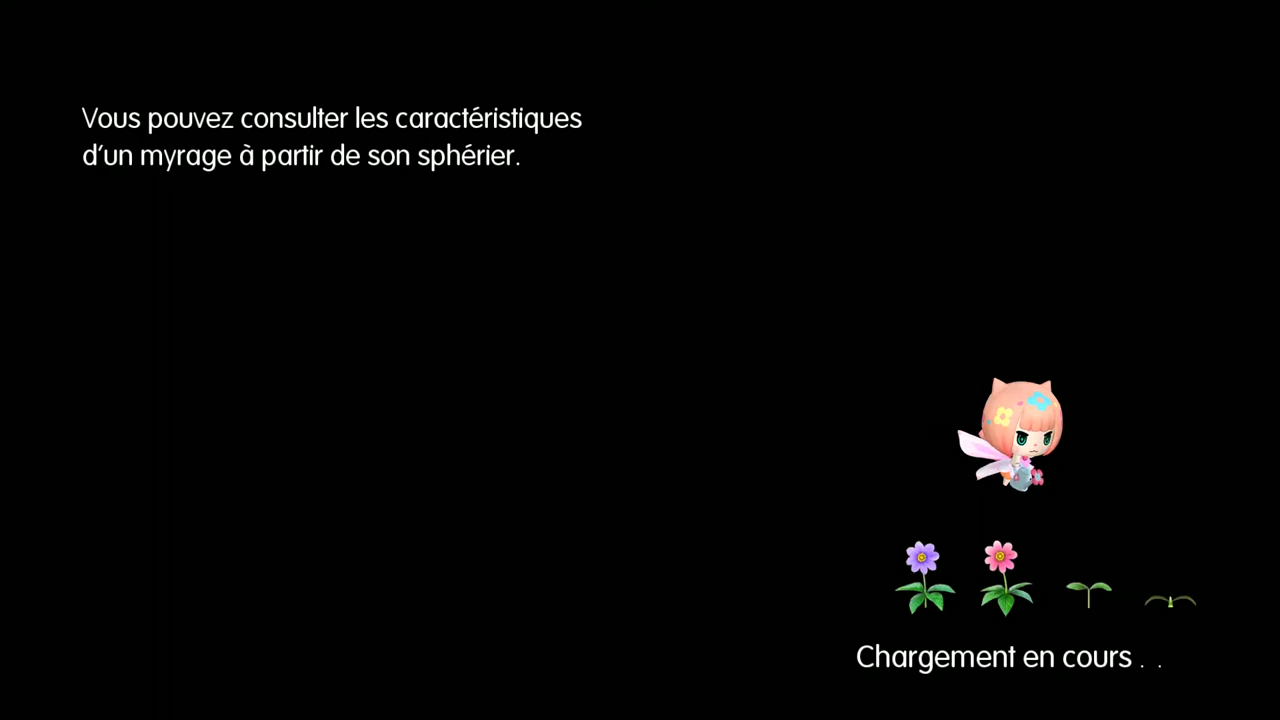 Vous pouvez consulter les caractéristiques
d'un myrage à partir de son sphérier.
Chargement en cours . .